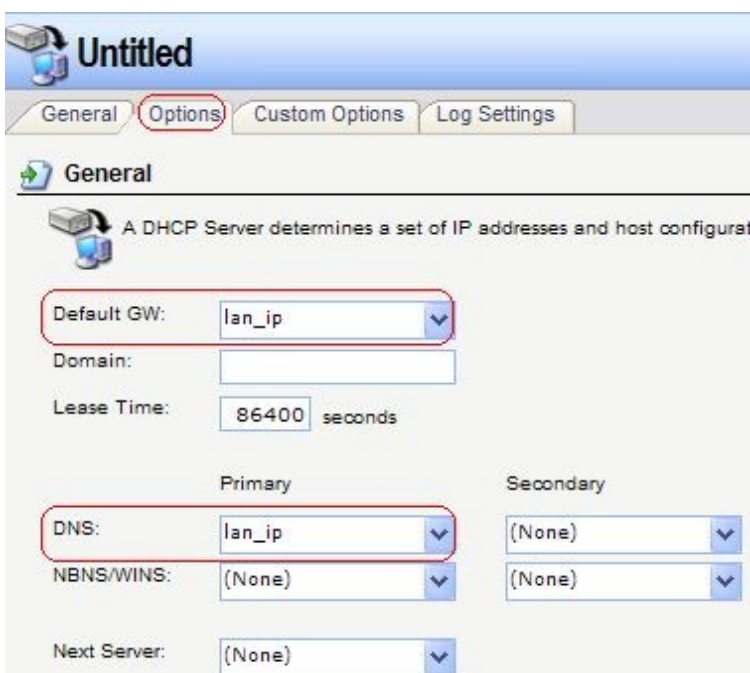 Untitled
General Options Custom Options Log Settings
General
A DHCP Server determines a set of IP addresses and host configurat
Default GW: lan_ip
Domain:
Lease Time: 86400 seconds
Primary Secondary
DNS: lan_ip (None)
NBNS/WINS: (None) (None)
Next Server: (None)